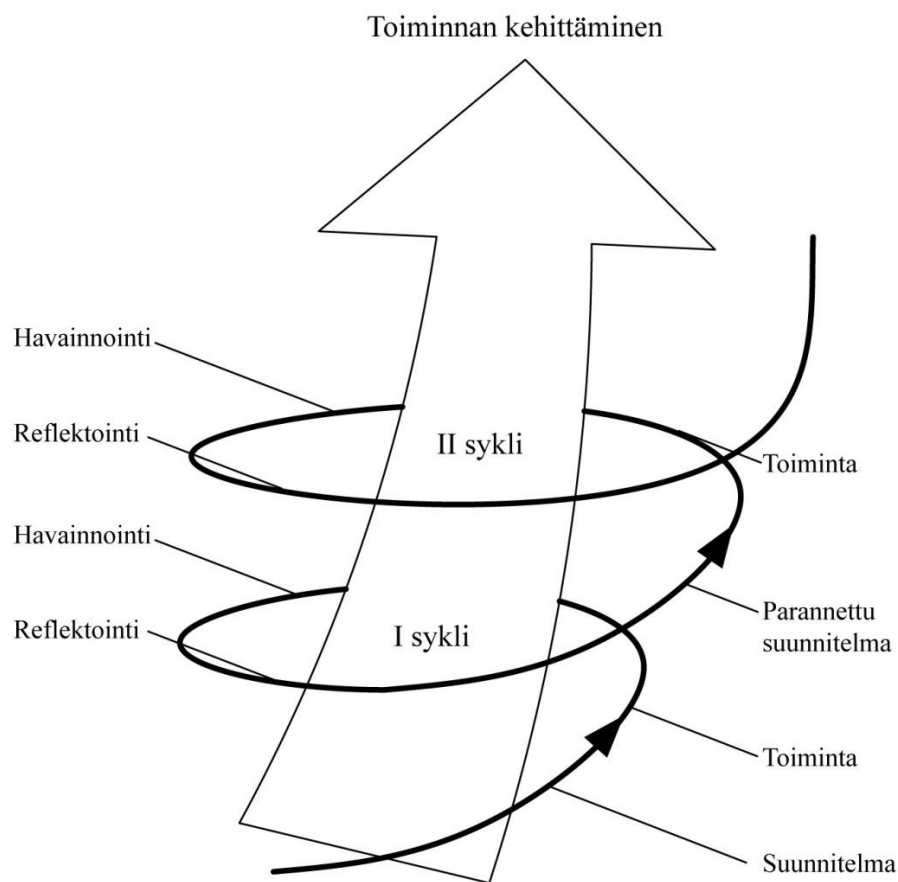 Toiminnan kehittäminen
Havainnointi
Reflektointi
II sykli
Toiminta
Havainnointi
Reflektointi
I sykli
Parannettu
suunnitelma
Toiminta
Suunnitelma